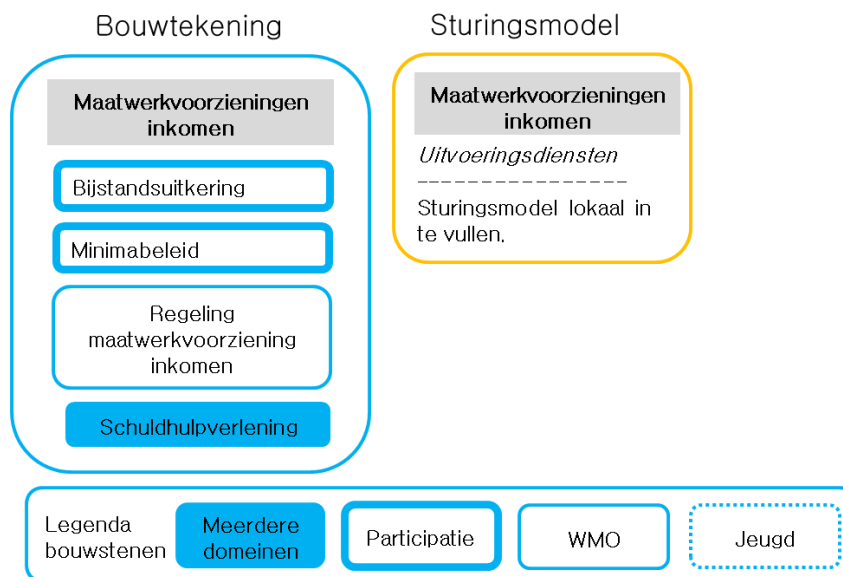 Bouwtekening
Maatwerkvoorzieningen
inkomen
Bijstandsuitkering
Minimabeleid
Regeling
maatwerkvoorziening
inkomen
Schuldhulpverlening
Sturingsmodel
Maatwerkvoorzieningen
inkomen
Uitvoeringsdiensten
----------------
Sturingsmodel lokaal in
te vullen.
Legenda
bouwstenen
Meerdere
domeinen
Participatie
WMO
Jeugd